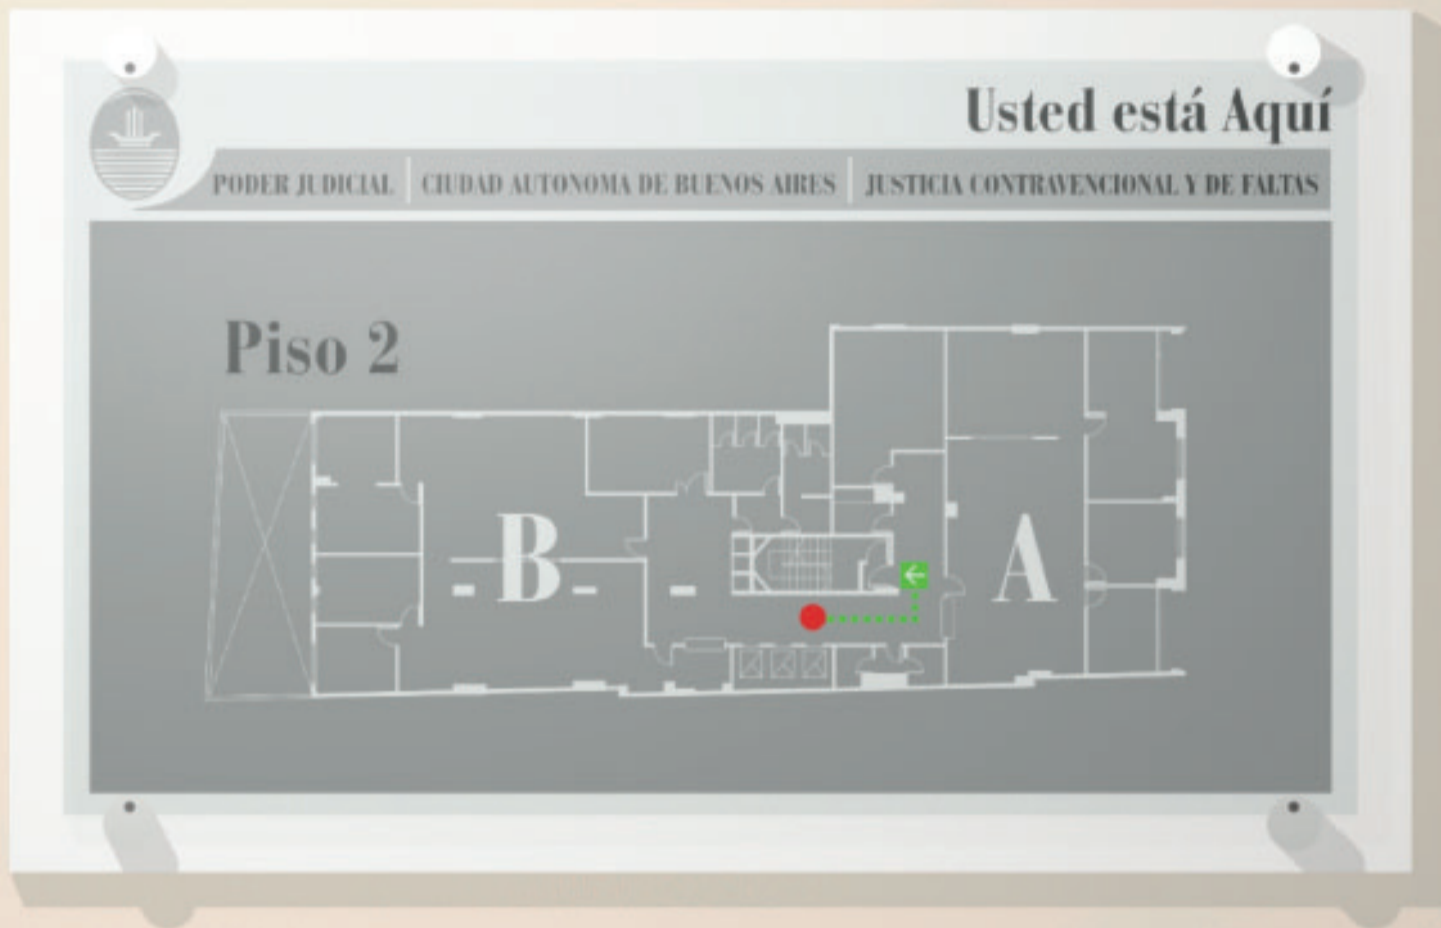 Usted está Aquí
PODER JUDICIAL CIUDAD AUTONOMA DE BUENOS AIRES JUSTICIA CONTRAVENCIONAL Y DE FALTAS
Piso 2
B A